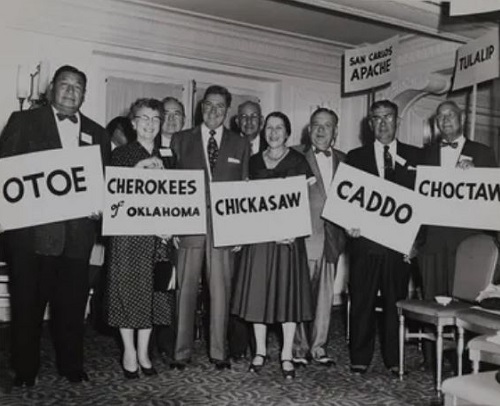 SAN CARLOS
APACHE
TULALIP
OTOE
CHEROKEES
of OKLAHOMA
CHICKASAW
CADDO
CHOCTAW